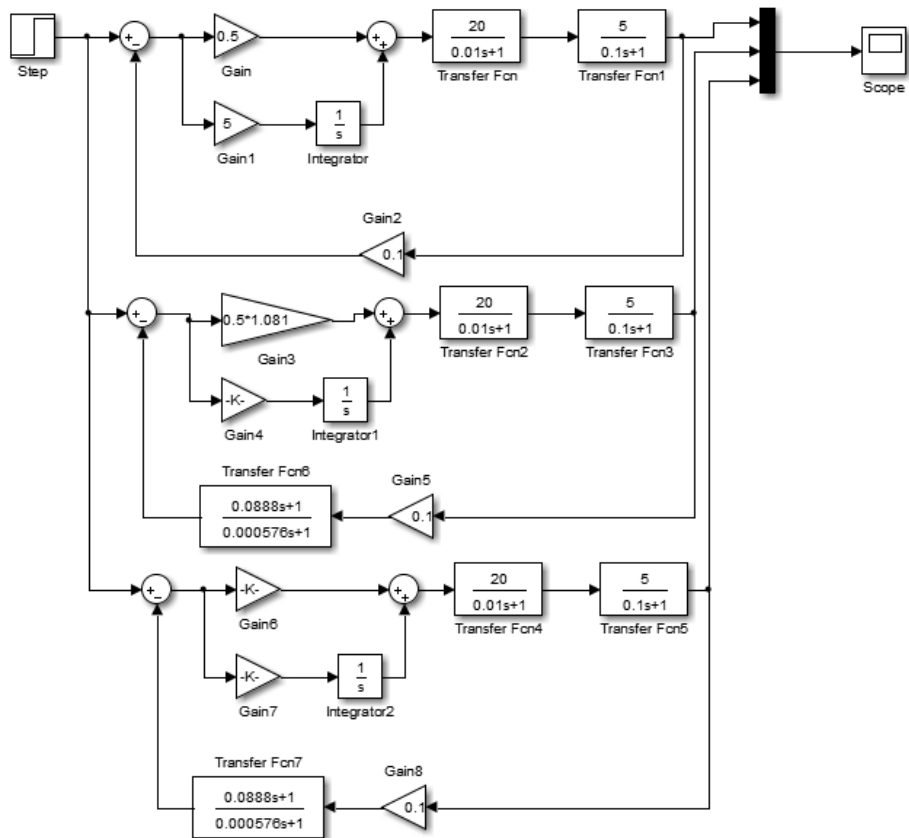 Step
+
-
0.5
Gain
+
+
20
0.01s+1
Transfer Fcn
5
0.1s+1
Transfer Fcn1
Scope
5
Gain1
1
s
Integrator
Gain2
0.1
+
-
0.5*1.081
Gain3
+
+
20
0.01s+1
Transfer Fcn2
5
0.1s+1
Transfer Fcn3
-K-
Gain4
1
s
Integrator1
Transfer Fcn6
0.0888s+1
0.000576s+1
Gain5
0.1
+
-
-K-
Gain6
+
+
20
0.01s+1
Transfer Fcn4
5
0.1s+1
Transfer Fcn5
-K-
Gain7
1
s
Integrator2
Transfer Fcn7
0.0888s+1
0.000576s+1
Gain8
0.1